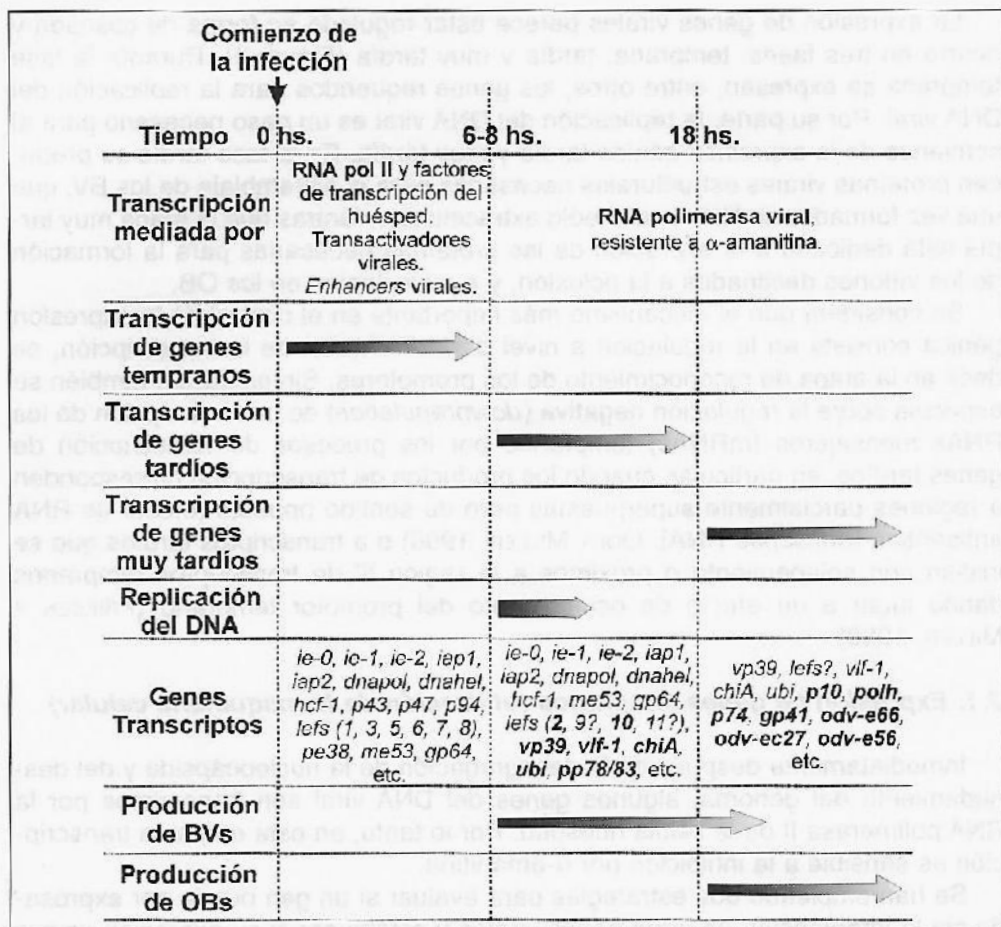 Comienzo de
la infección
Tiempo
0 hs.
6-8 hs.
18 hs.
Transcripción
mediada por
RNA pol II y factores
de transcripción del
huésped.
Transactivadores
virales.
Enhancers virales.
RNA polimerasa viral,
resistente a α-amanitina.
Transcripción
de genes
tempranos
Transcripción
de genes
tardíos
Transcripción
de genes
muy tardíos
Replicación
del DNA
Genes
Transcriptos
ie-0, ie-1, ie-2, iap1,
iap2, dnapol, dnahel,
hcf-1, p43, p47, p94,
lefs (1, 3, 5, 6, 7, 8),
pe38, me53, gp64,
etc.
ie-0, ie-1, ie-2, iap1,
iap2, dnapol, dnahel,
hcf-1, me53, gp64,
lefs (2, 9?, 10, 11?),
vp39, vlf-1, chiA,
ubi, pp78/83, etc.
vp39, lefs?, vlf-1,
chiA, ubi, p10, polh,
p74, gp41, odv-e66,
odv-ec27, odv-e56,
etc.
Producción
de BVs
Producción
de OBs